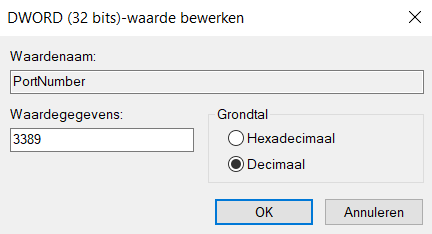 DWORD (32 bits)-waarde bewerken
Waardenaam:
PortNumber
Waardegegevens:
3389
Grondtal
Hexadecimaal
Decimaal
OK
Annuleren